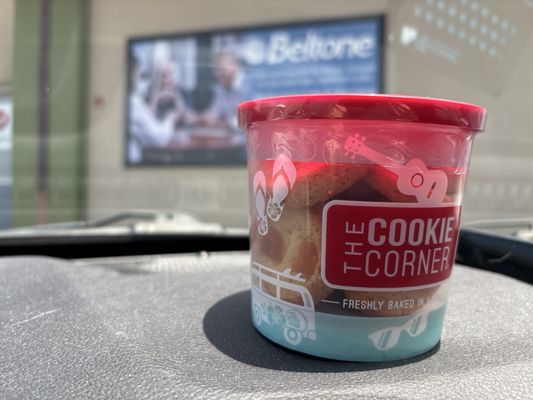 Beltone
THE
COOKIE
CORNER
FRESHLY BAKED IN